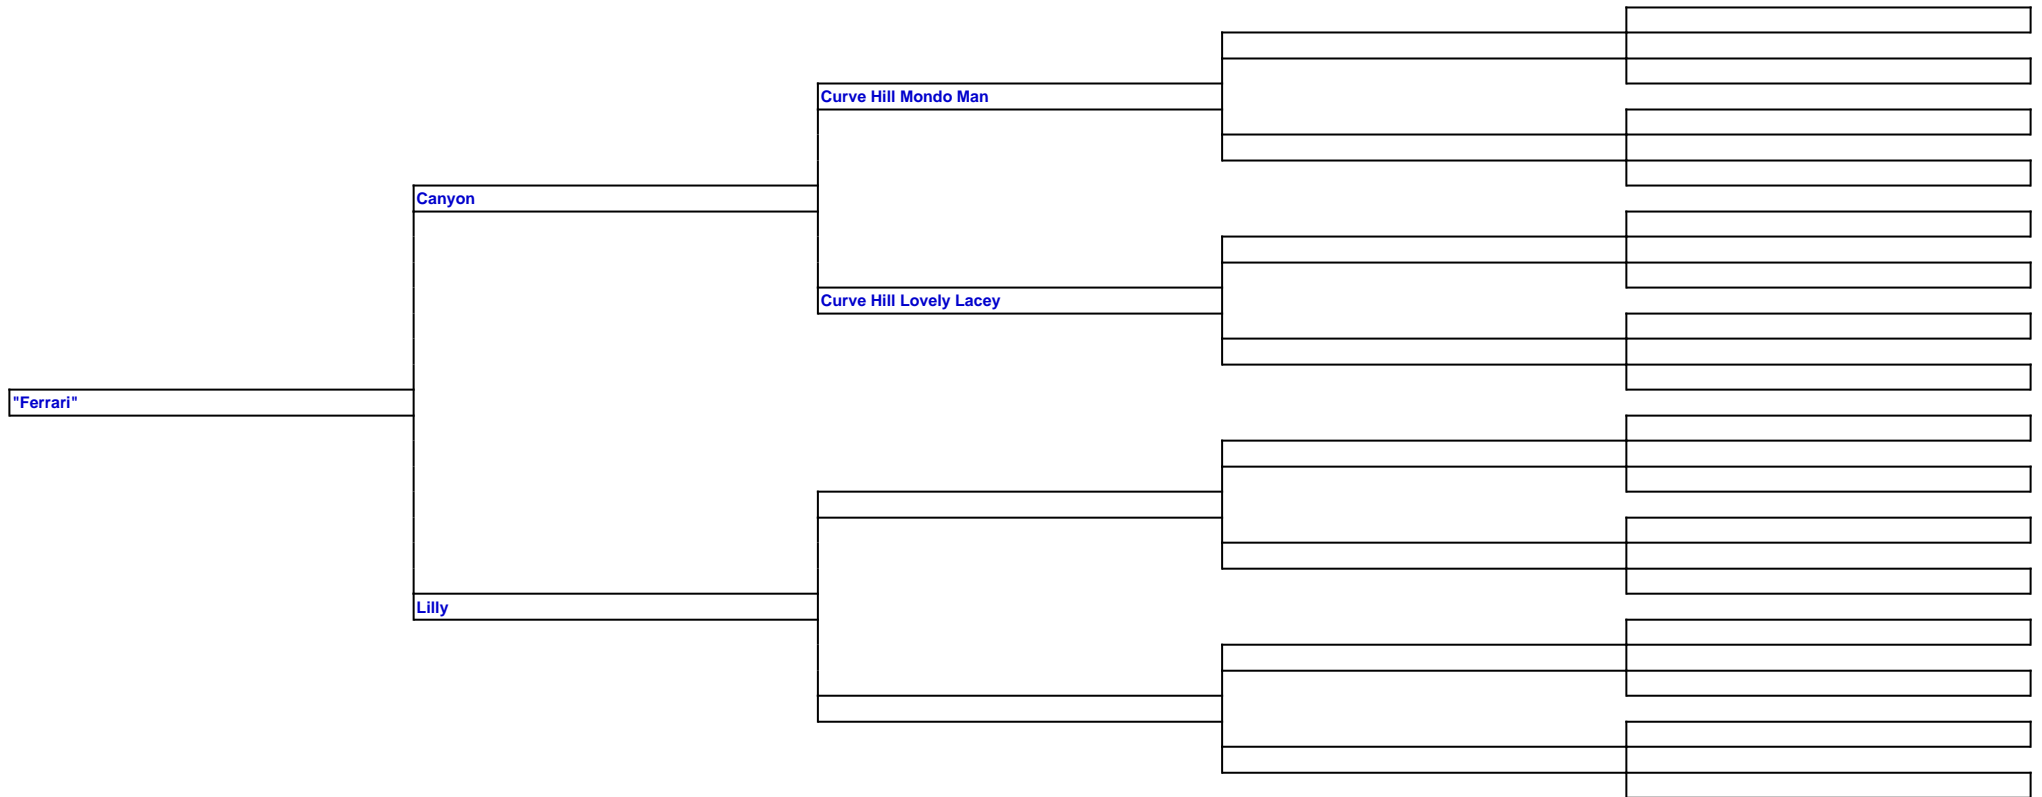 Curve Hill Mondo Man
Canyon
Curve Hill Lovely Lacey
"Ferrari"
Lilly